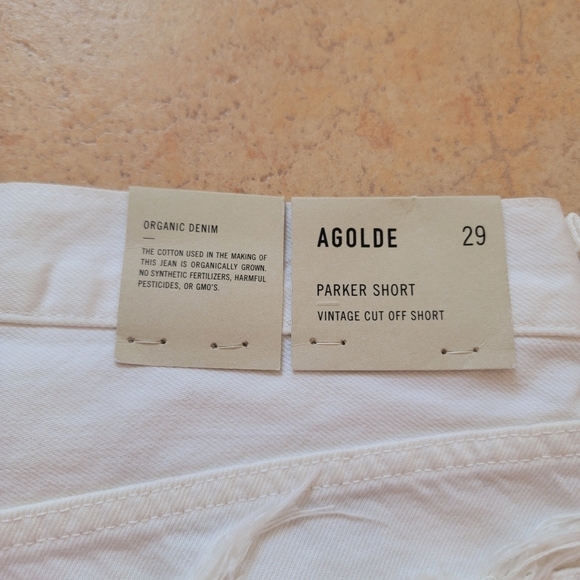 ORGANIC DENIM
THE COTTON USED IN THE MAKING OF
THIS JEAN IS ORGANICALLY GROWN.
NO SYNTHETIC FERTILIZERS, HARMFUL
PESTICIDES, OR GMO'S.
AGOLDE 29
PARKER SHORT
VINTAGE CUT OFF SHORT